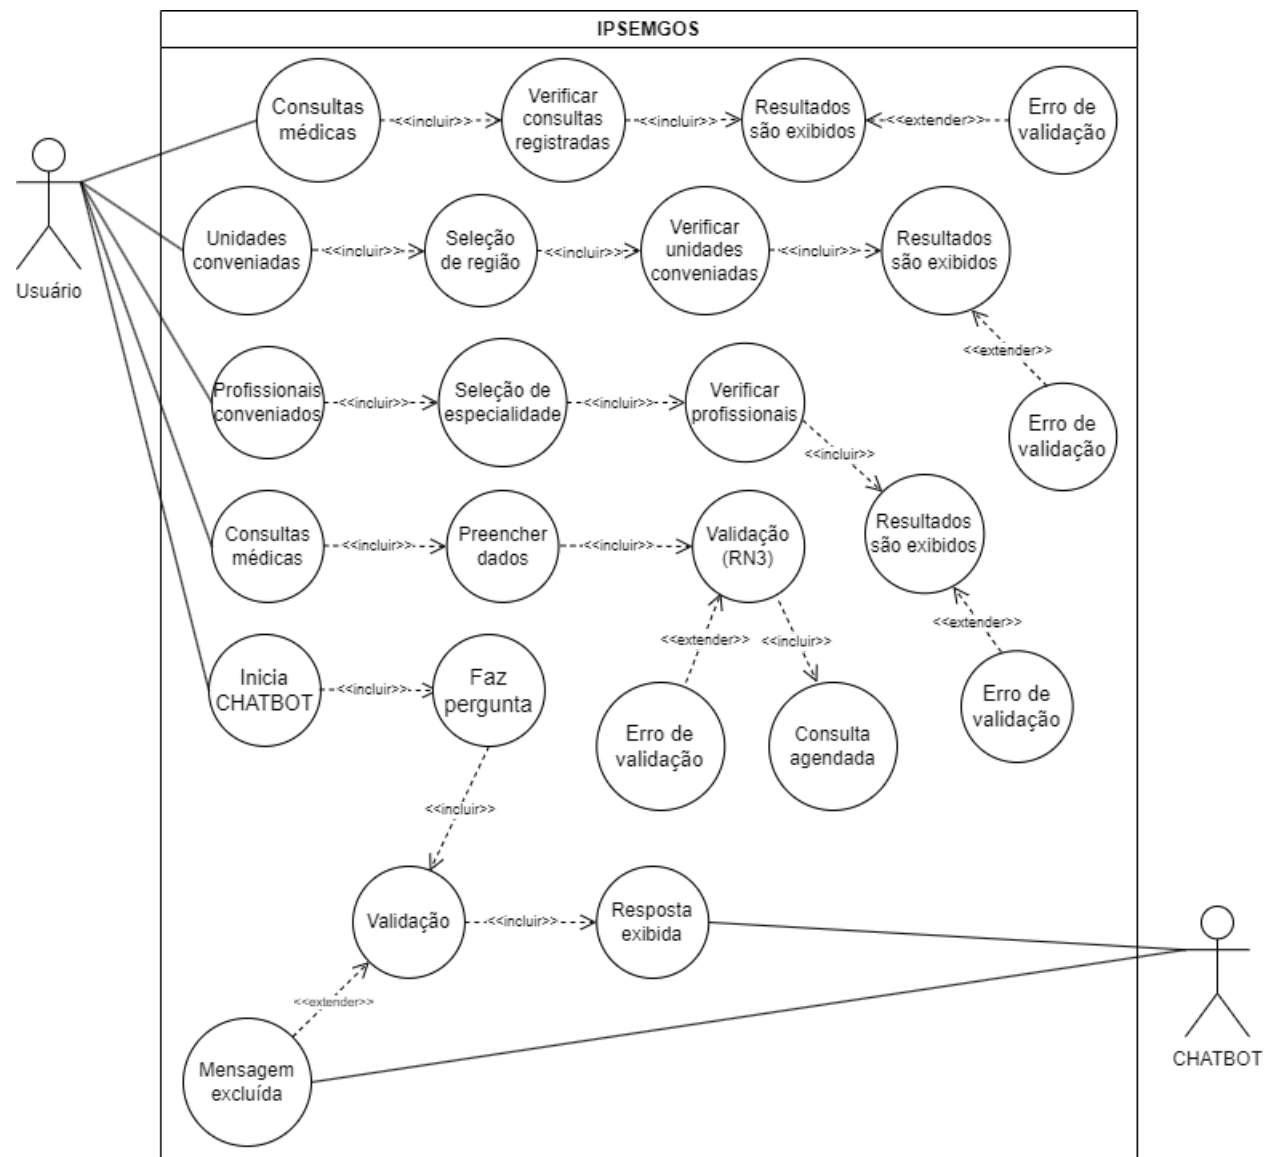 IPSEMGOS
Consultas
médicas
<<incluir>>
Verificar
consultas
registradas
<<incluir>>
Resultados
são exibidos
<<extender>>
Erro de
validação
Usuário
Unidades
conveniadas
<<incluir>>
Seleção
de região
<<incluir>>
Verificar
unidades
conveniadas
<<incluir>>
Resultados
são exibidos
<<extender>>
Erro de
validação
Profissionais
conveniados
<<incluir>>
Seleção de
especialidade
<<incluir>>
Verificar
profissionais
<<incluir>>
Resultados
são exibidos
<<extender>>
Erro de
validação
Consultas
médicas
<<incluir>>
Preencher
dados
<<incluir>>
Validação
(RN3)
<<extender>>
<<incluir>>
Erro de
validação
Consulta
agendada
Inicia
CHATBOT
<<incluir>>
Faz
pergunta
<<incluir>>
Validação
<<incluir>>
Resposta
exibida
<<extender>>
Mensagem
excluída
CHATBOT